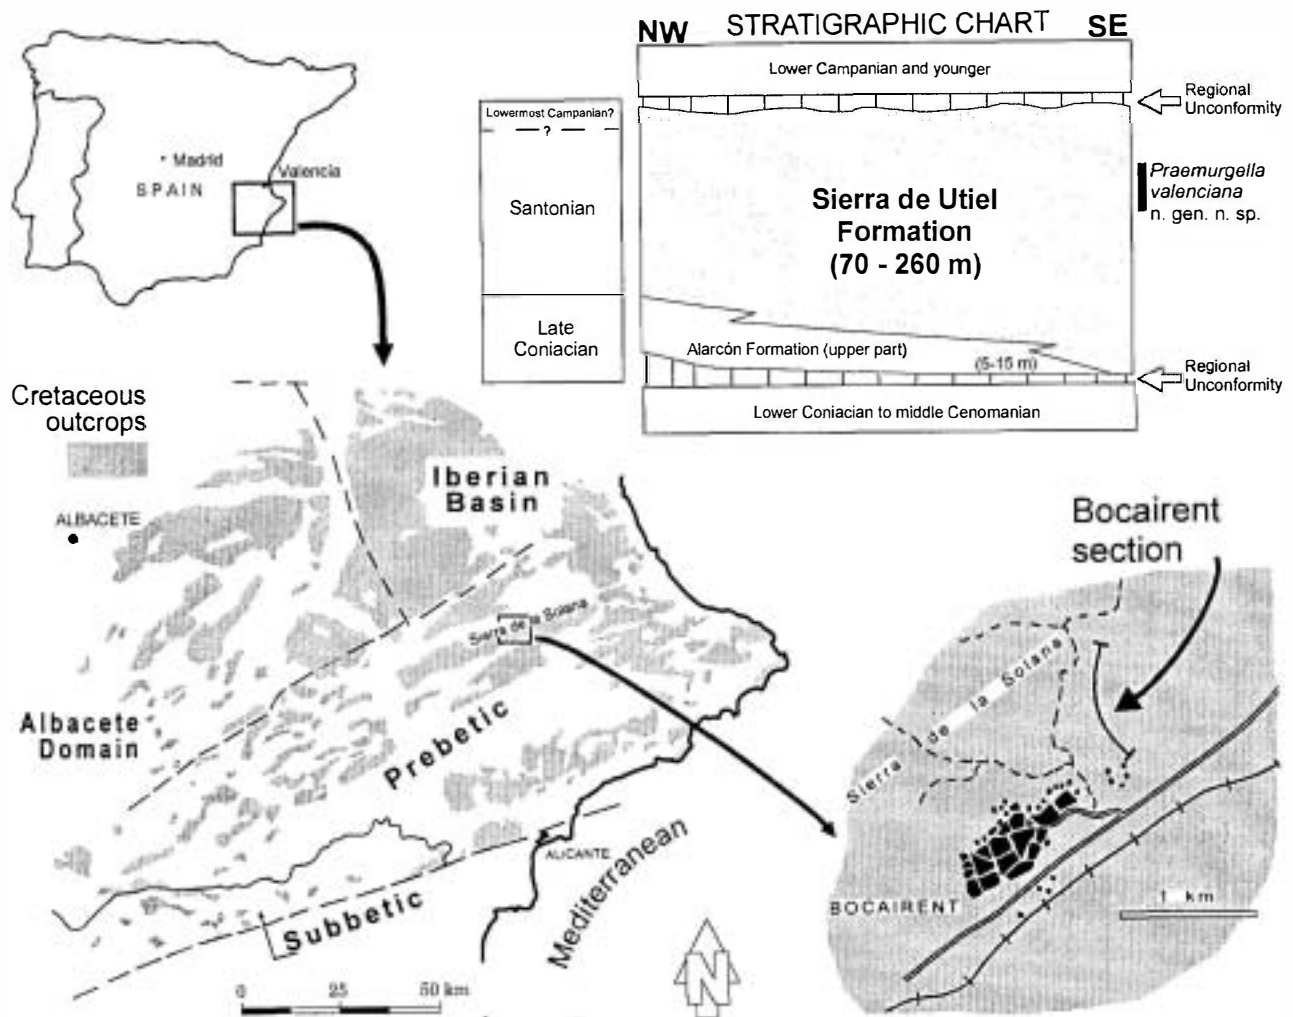 NW STRATIGRAPHIC CHART SE
Lower Campanian and younger
Regional
Unconformity
Lowermost Campanian?
?
Santonian
Late
Coniacian
Sierra de Utiel
Formation
(70 - 260 m)
Praemurgella
valenciana
n. gen. n. sp.
Alarcón Formation (upper part)
(5-15 m)
Regional
Unconformity
Lower Coniacian to middle Cenomanian
Madrid
SPAIN
Valencia
Cretaceous
outcrops
ALBACETE
Iberian
Basin
Sierra de la Solana
Albacete
Domain
Prebetic
Subbetic
ALICANTE
Mediterranean
0 25 50 km
N
Bocairent
section
Sierra de la Solana
BOCAIRENT
1 km